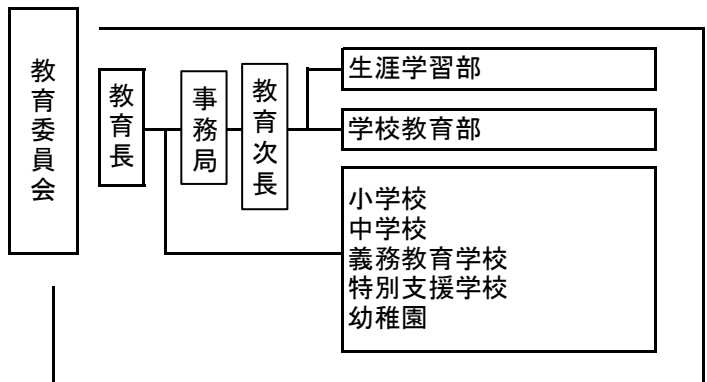 教育委員会
教育長
事務局
教育次長
生涯学習部
学校教育部
小学校
中学校
義務教育学校
特別支援学校
幼稚園